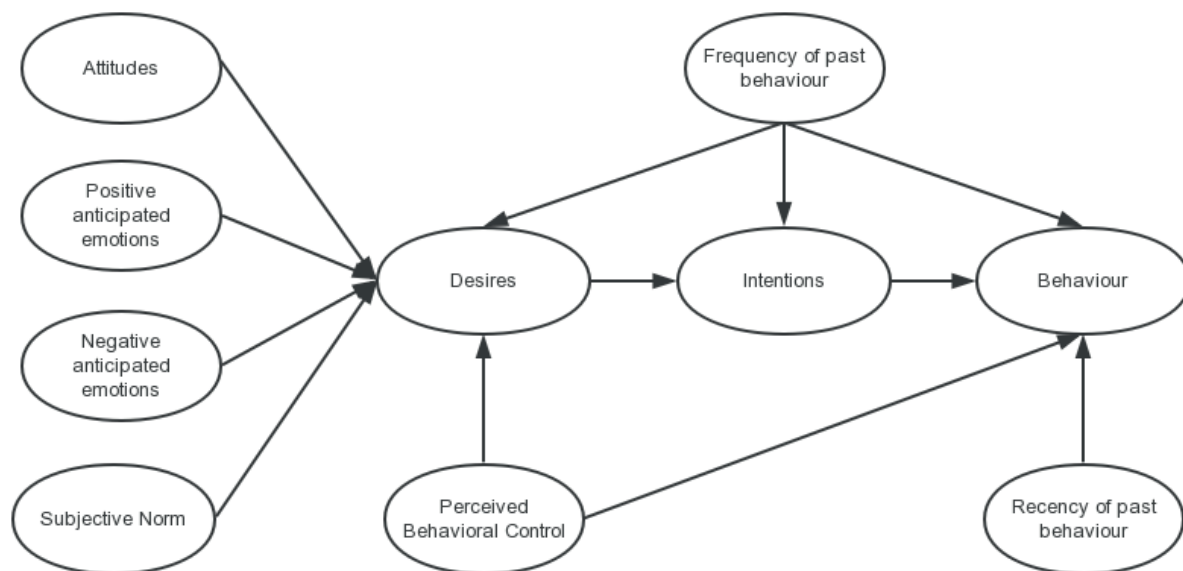 Attitudes
Frequency of past
behaviour
Positive
anticipated
emotions
Desires
Intentions
Behaviour
Negative
anticipated
emotions
Subjective Norm
Perceived
Behavioral Control
Recency of past
behaviour